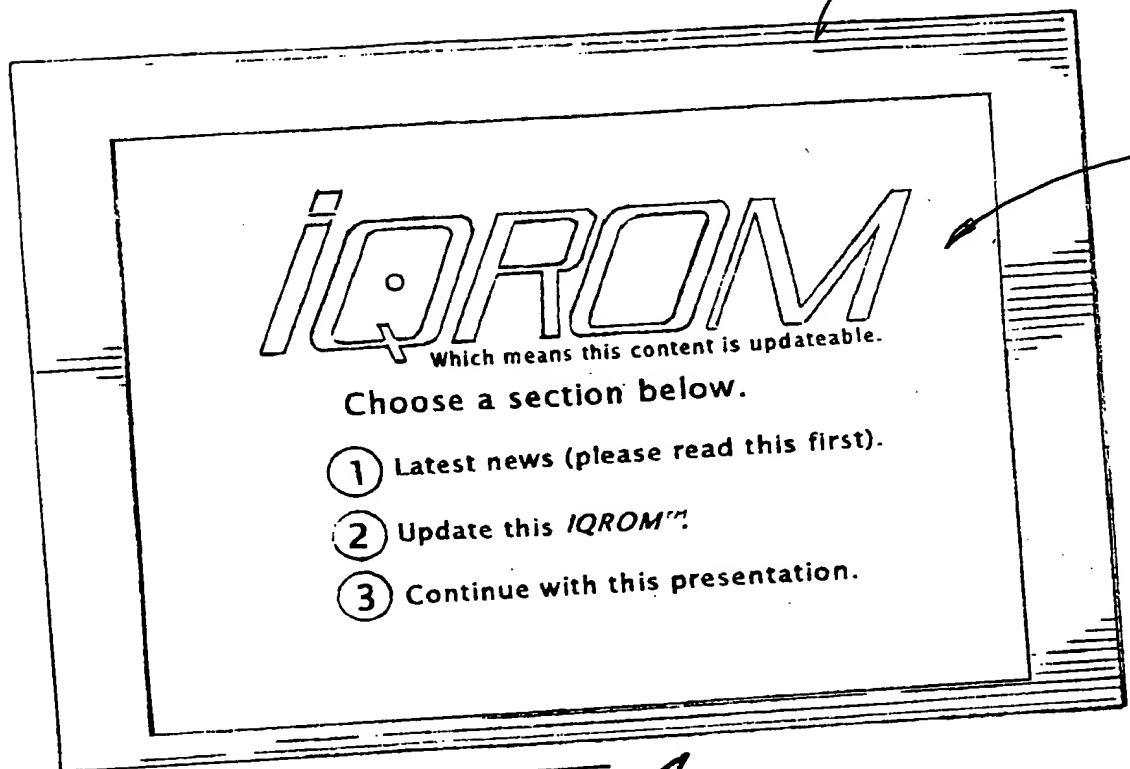 iQROM
Which means this content is updateable.
Choose a section below.
1 Latest news (please read this first).
2 Update this IQROM™.
3 Continue with this presentation.